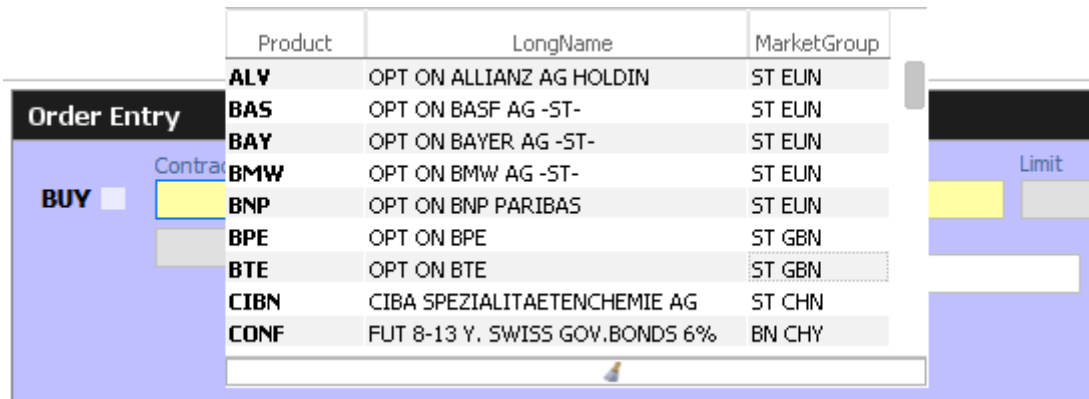 Product LongName MarketGroup
ALV OPT ON ALLIANZ AG HOLDIN ST EUN
Order Entry
BAS OPT ON BASF AG -ST- ST EUN
BAY OPT ON BAYER AG -ST- ST EUN
Limit
BMW OPT ON BMW AG -ST- ST EUN
BUY
BNP OPT ON BNP PARIBAS ST EUN
BPE OPT ON BPE ST GBN
BTE OPT ON BTE ST GBN
CIBN CIBA SPEZIALITAETENCHEMIE AG ST CHN
CONF FUT 8-13 Y. SWISS GOV.BONDS 6% BN CHY